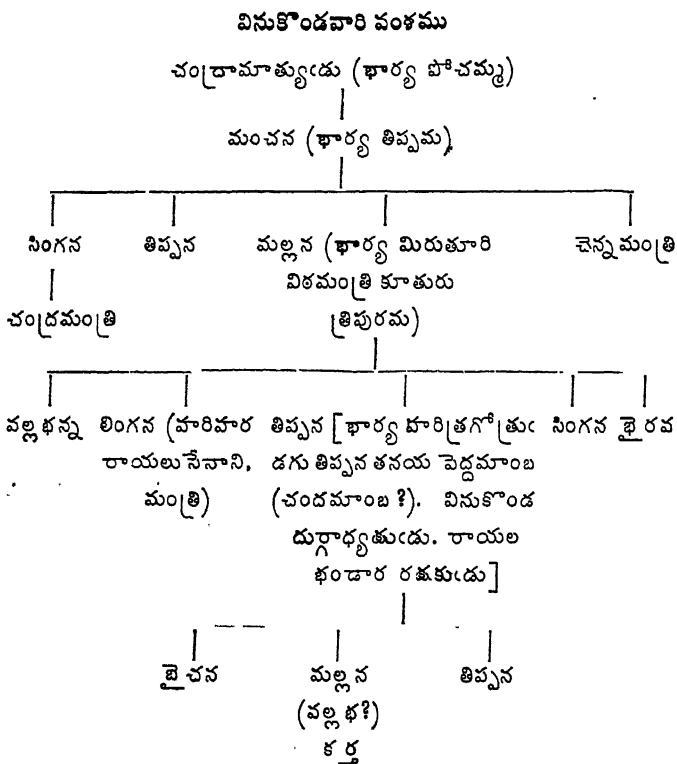 వినుకొండవారి వంశము
చంద్రామాత్యుఁడు (భార్య పోచమ్మ)
మంచన (భార్య తిప్పమ)
సింగన తిప్పన మల్లన (భార్య మిరుతూరి చెన్నమంత్రి
విఠమంత్రి కూతురు
చంద్రమంత్రి త్రిపురమ)
వల్లభన్న లింగన (హరిహర తిప్పన [భార్య హరిత్రగోత్రుఁ సింగన భైరవ
రాయలుసేనాని, డగు తిప్పన తనయ పెద్దమాంబ
మంత్రి) (చందమాంబ?). వినుకొండ
దుర్గాధ్యక్షుఁడు. రాయల
భండార రక్షకుఁడు]
బైచన మల్లన తిప్పన
(వల్లభ?)
కర్త